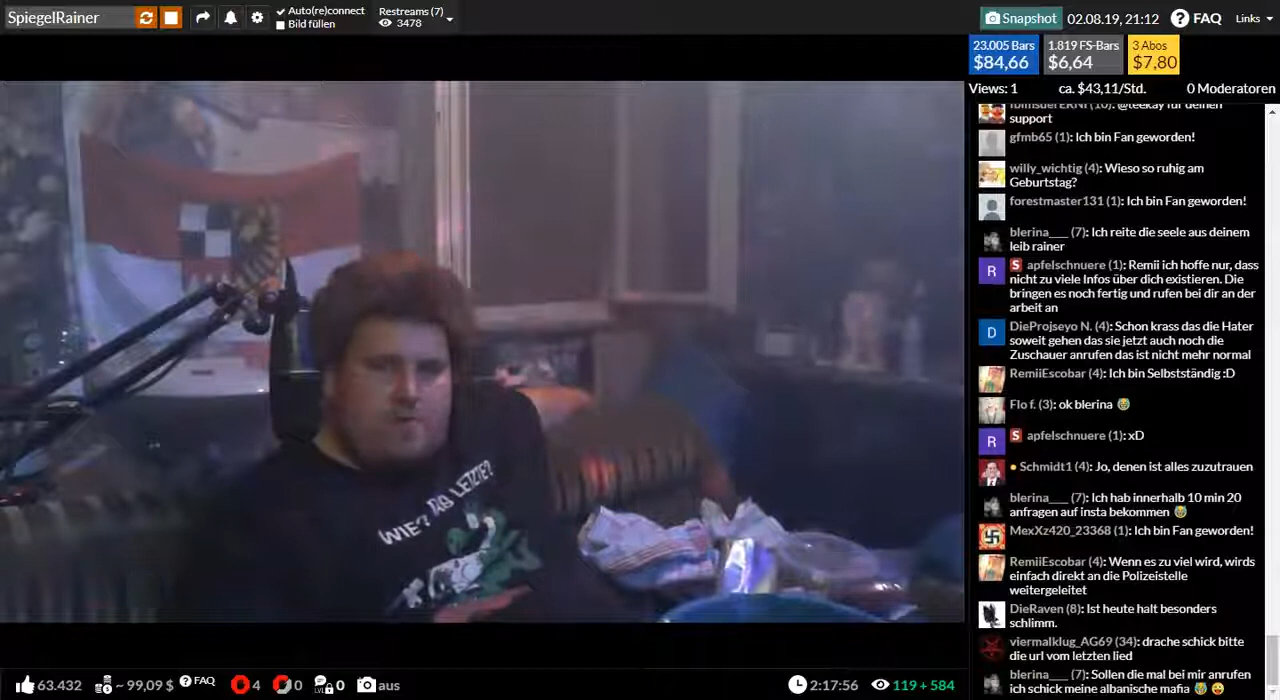 SpiegelRainer
Auto(re)connect
Bild füllen
Restreams (7)
3478
Snapshot
02.08.19, 21:12
? FAQ
Links
23.005 Bars
$84,66
1.819 FS-Bars
$6,64
3 Abos
$7,80
Views: 1
ca. $43,11/Std.
0 Moderatoren
@teekay für deinen
support
gfmb65 (1): Ich bin Fan geworden!
willy_wichtig (4): Wieso so ruhig am
Geburtstag?
forestmaster131 (1): Ich bin Fan geworden!
blerina___ (7): Ich reite die seele aus deinem
leib rainer
R
S apfelschnuere (1): Remii ich hoffe nur, dass
nicht zu viele Infos über dich existieren. Die
bringen es noch fertig und rufen bei dir an der
arbeit an
D
DieProjseyo N. (4): Schon krass das die Hater
soweit gehen das sie jetzt auch noch die
Zuschauer anrufen das ist nicht mehr normal
RemiiEscobar (4): Ich bin Selbstständig :D
Flo f. (3): ok blerina 😭
R
S apfelschnuere (1): xD
Schmidt1 (4): Jo, denen ist alles zuzutrauen
blerina___ (7): Ich hab innerhalb 10 min 20
anfragen auf insta bekommen 😭
MexXz420_23368 (1): Ich bin Fan geworden!
RemiiEscobar (4): Wenn es zu viel wird, wirds
einfach direkt an die Polizeistelle
weitergeleitet
DieRaven (8): Ist heute halt besonders
schlimm.
viermalklug_AG69 (34): drache schick bitte
die url vom letzten lied
blerina___ (7): Sollen die mal bei mir anrufen
ich schick meine albanische mafia 😭 😛
WIE?
LETZTE?
63.432
~ 99,09 $
? FAQ
4
0
LVL
0
aus
2:17:56
119 + 584